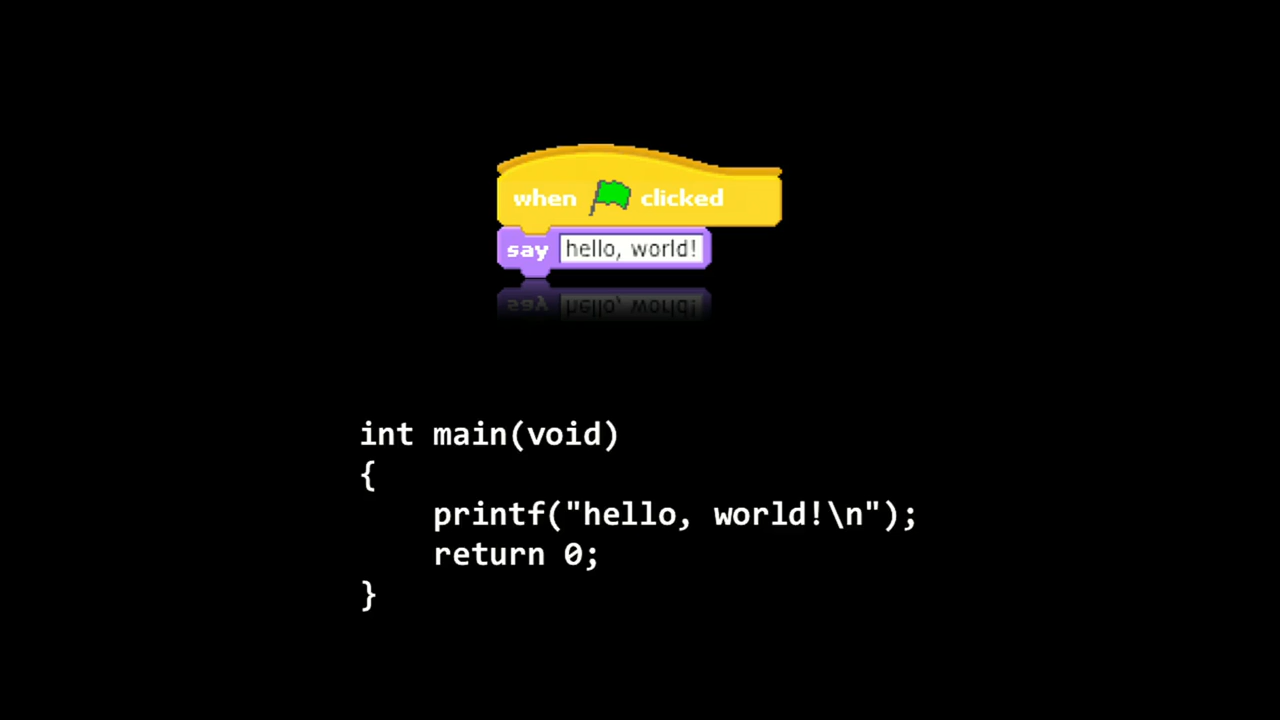 when clicked
say hello, world!
int main(void)
{
    printf("hello, world!\n");
    return 0;
}